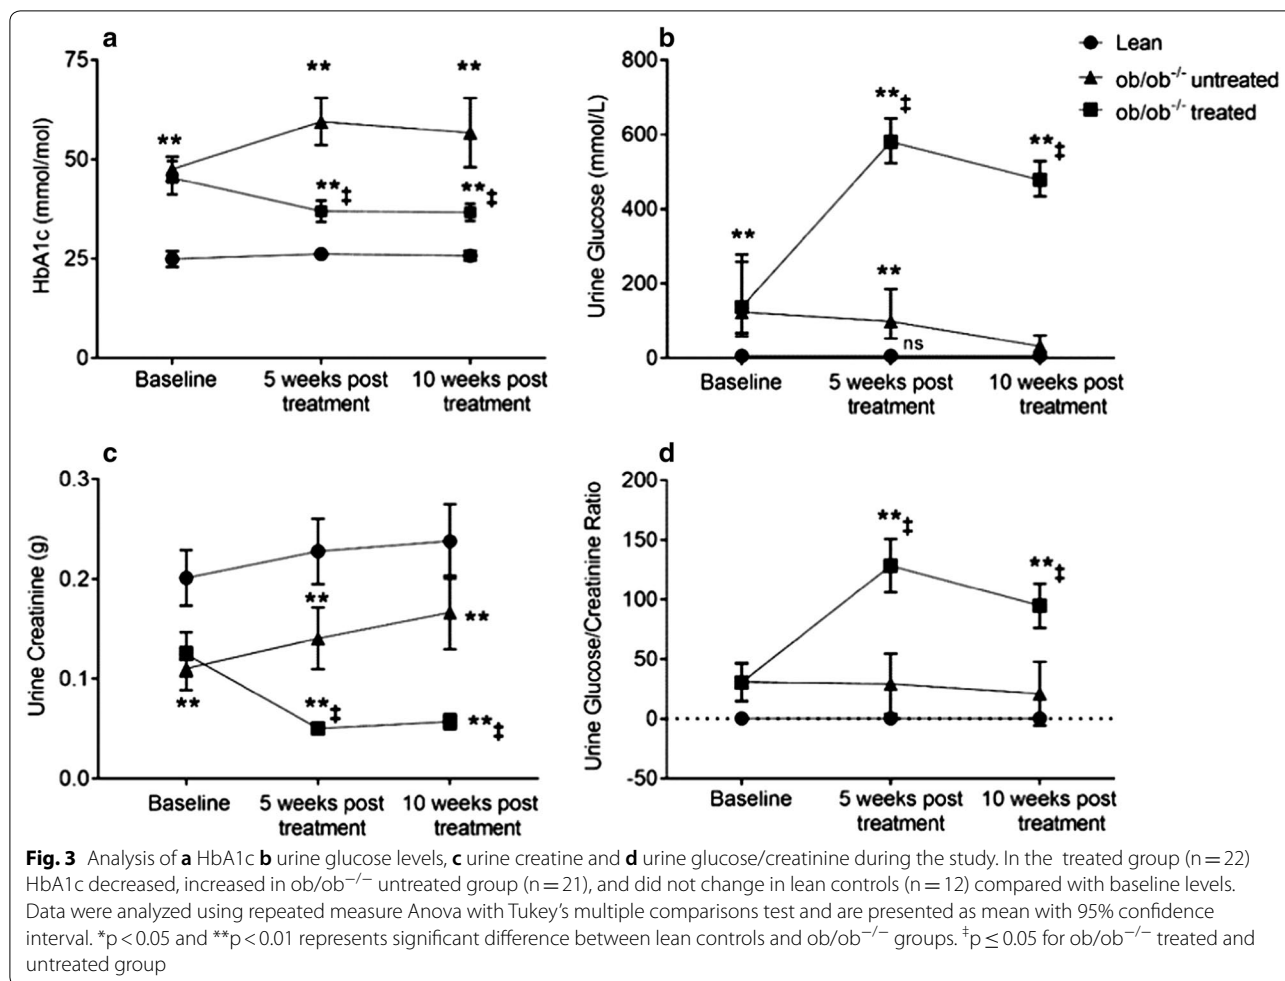 a
75
50
25
0
HbA1c (mmol/mol)
**
**
**
**‡
**‡
Baseline
5 weeks post treatment
10 weeks post treatment
b
800
600
400
200
0
Urine Glucose (mmol/L)
Lean
ob/ob-/- untreated
ob/ob-/- treated
**
**‡
**
ns
**‡
Baseline
5 weeks post treatment
10 weeks post treatment
c
0.3
0.2
0.1
0.0
Urine Creatinine (g)
**
**
**‡
**
**‡
Baseline
5 weeks post treatment
10 weeks post treatment
d
200
150
100
50
0
-50
Urine Glucose/Creatinine Ratio
**‡
**‡
Baseline
5 weeks post treatment
10 weeks post treatment
Fig. 3 Analysis of a HbA1c b urine glucose levels, c urine creatine and d urine glucose/creatinine during the study. In the treated group (n = 22)
HbA1c decreased, increased in ob/ob−/− untreated group (n = 21), and did not change in lean controls (n = 12) compared with baseline levels.
Data were analyzed using repeated measure Anova with Tukey's multiple comparisons test and are presented as mean with 95% confidence
interval. *p < 0.05 and **p < 0.01 represents significant difference between lean controls and ob/ob−/− groups. ‡p ≤ 0.05 for ob/ob−/− treated and
untreated group